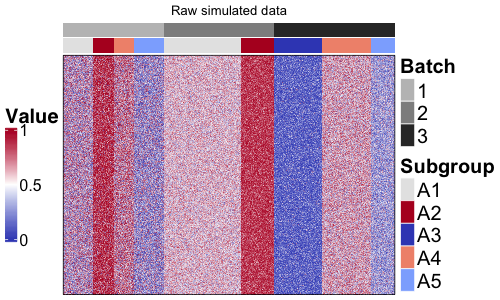 Raw simulated data
Value
1
0.5
0
Batch
1
2
3
Subgroup
A1
A2
A3
A4
A5